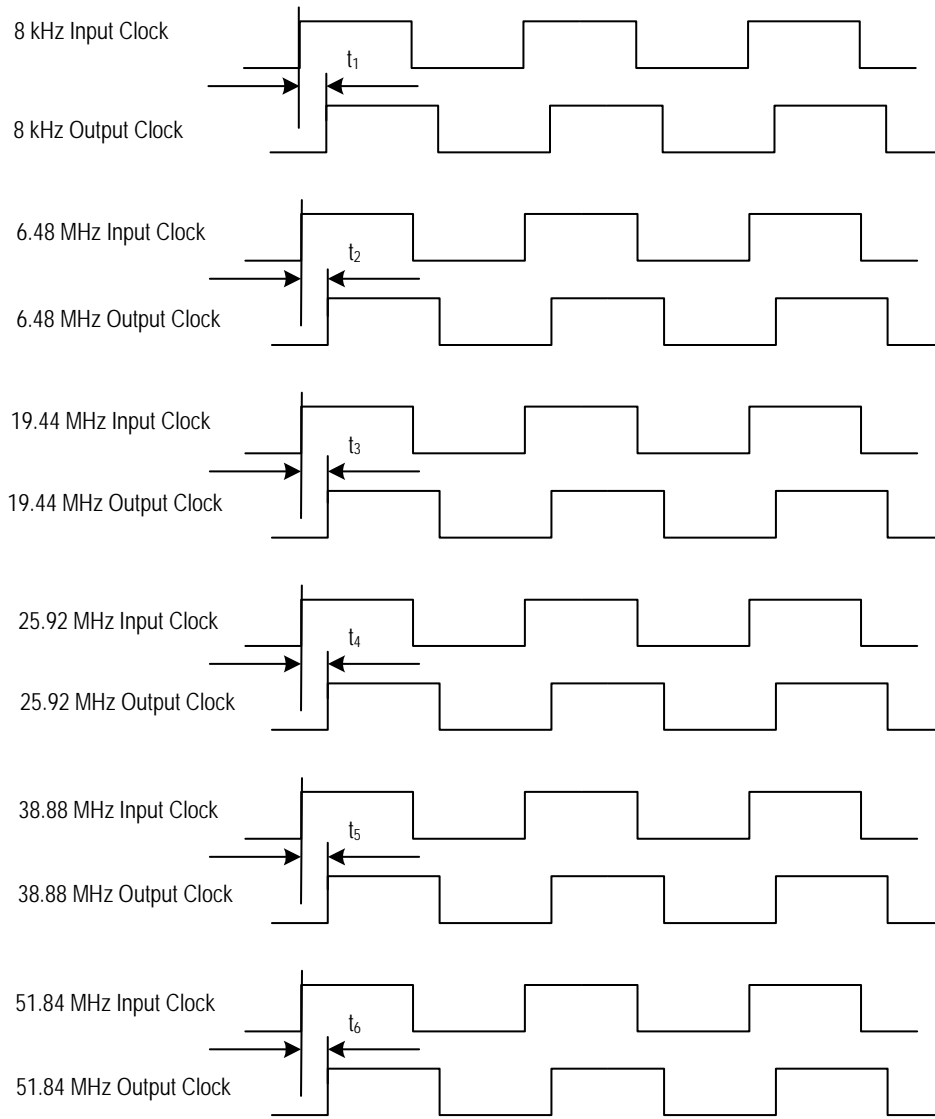 8 kHz Input Clock
t1
8 kHz Output Clock
6.48 MHz Input Clock
t2
6.48 MHz Output Clock
19.44 MHz Input Clock
t3
19.44 MHz Output Clock
25.92 MHz Input Clock
t4
25.92 MHz Output Clock
38.88 MHz Input Clock
t5
38.88 MHz Output Clock
51.84 MHz Input Clock
t6
51.84 MHz Output Clock